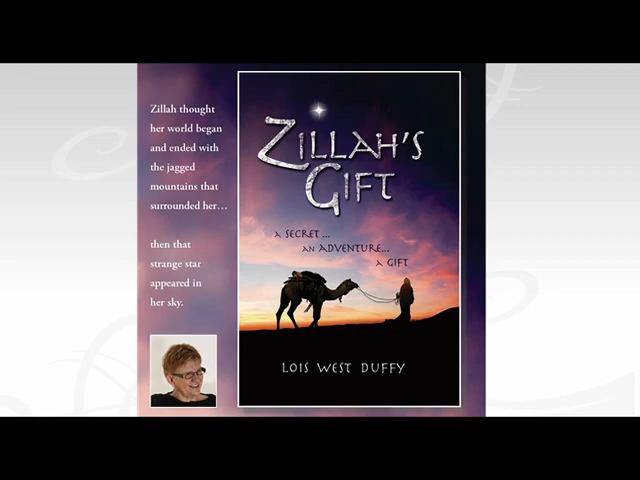 Zillah thought
her world began
and ended with
the jagged
mountains that
surrounded her…
then that
strange star
appeared in
her sky.
ZILLAH'S
GIFT
A SECRET...
AN ADVENTURE...
A GIFT
LOIS WEST DUFFY